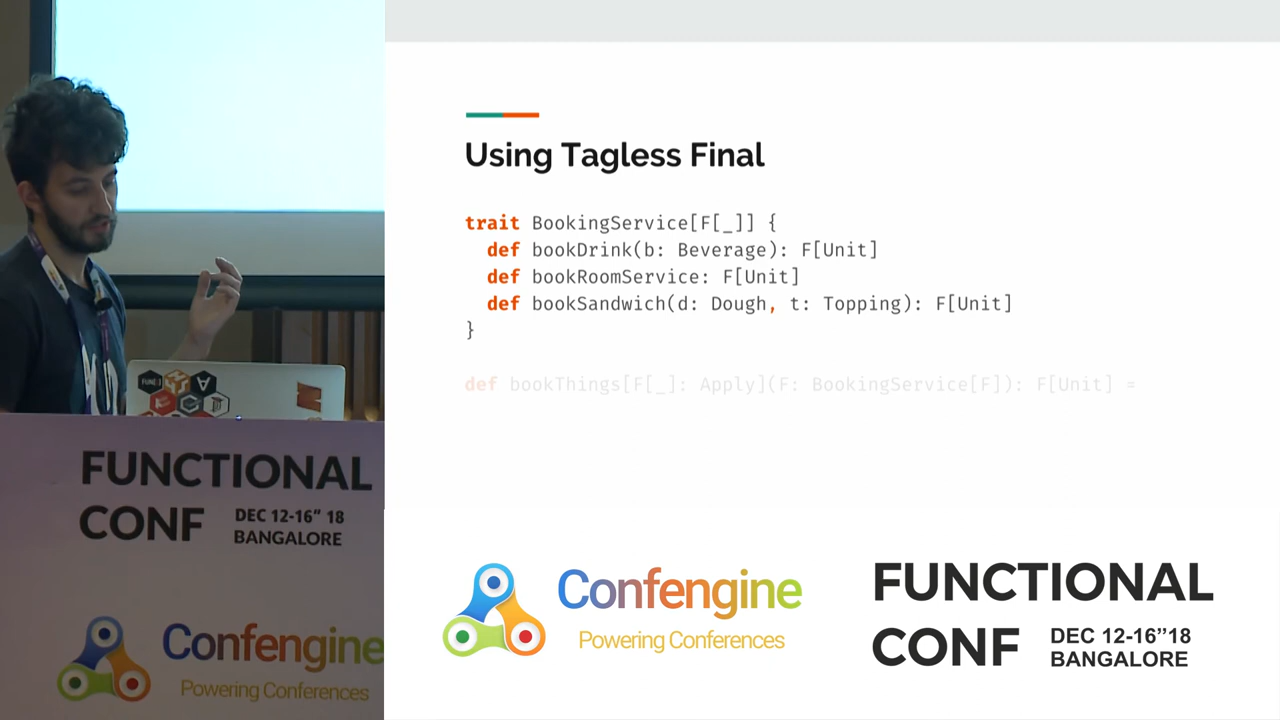 Using Tagless Final
trait BookingService[F[_]] {
def bookDrink(b: Beverage): F[Unit]
def bookRoomService: F[Unit]
def bookSandwich(d: Dough, t: Topping): F[Unit]
}
def bookThings[F[_]: Apply](F: BookingService[F]): F[Unit] =
FUNCTIONAL
CONF
DEC 12-16” 18
BANGALORE
Confengine
Powering Conferences
Confengine
Powering Conferences
FUNCTIONAL
CONF
DEC 12-16”18
BANGALORE